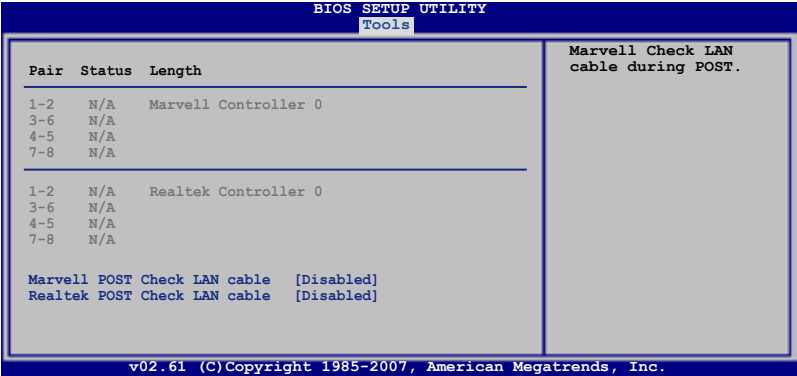 BIOS SETUP UTILITY
Tools
Pair Status Length
1-2 N/A Marvell Controller 0
3-6 N/A
4-5 N/A
7-8 N/A
1-2 N/A Realtek Controller 0
3-6 N/A
4-5 N/A
7-8 N/A
Marvell POST Check LAN cable [Disabled]
Realtek POST Check LAN cable [Disabled]
Marvell Check LAN
cable during POST.
v02.61 (C)Copyright 1985-2007, American Megatrends, Inc.